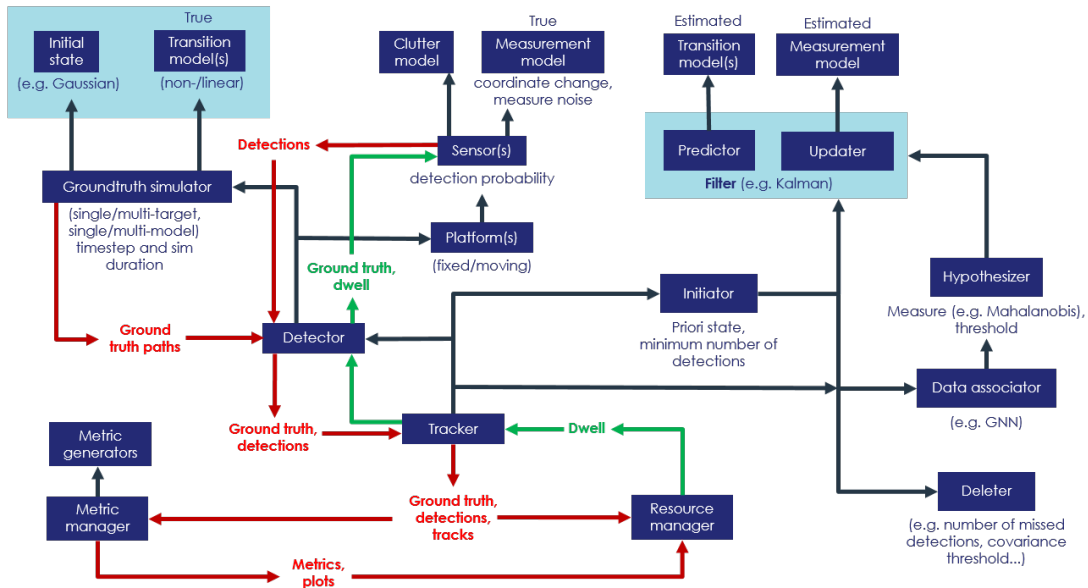 True
Initial
state
Transition
model(s)
(e.g. Gaussian)
(non-/linear)
True
Clutter
model
Measurement
model
coordinate change,
measure noise
Estimated
Transition
model(s)
Estimated
Measurement
model
Detections
Sensor(s)
detection probability
Predictor
Updater
Filter (e.g. Kalman)
Groundtruth simulator
(single/multi-target,
single/multi-model)
timestep and sim
duration
Platform(s)
(fixed/moving)
Ground truth,
dwell
Hypothesizer
Measure (e.g. Mahalanobis),
threshold
Initiator
Priori state,
minimum number of
detections
Ground
truth paths
Detector
Data associator
(e.g. GNN)
Ground truth,
detections
Tracker
Dwell
Metric
generators
Metric
manager
Ground truth,
detections,
tracks
Resource
manager
Deleter
(e.g. number of missed
detections, covariance
threshold...)
Metrics,
plots